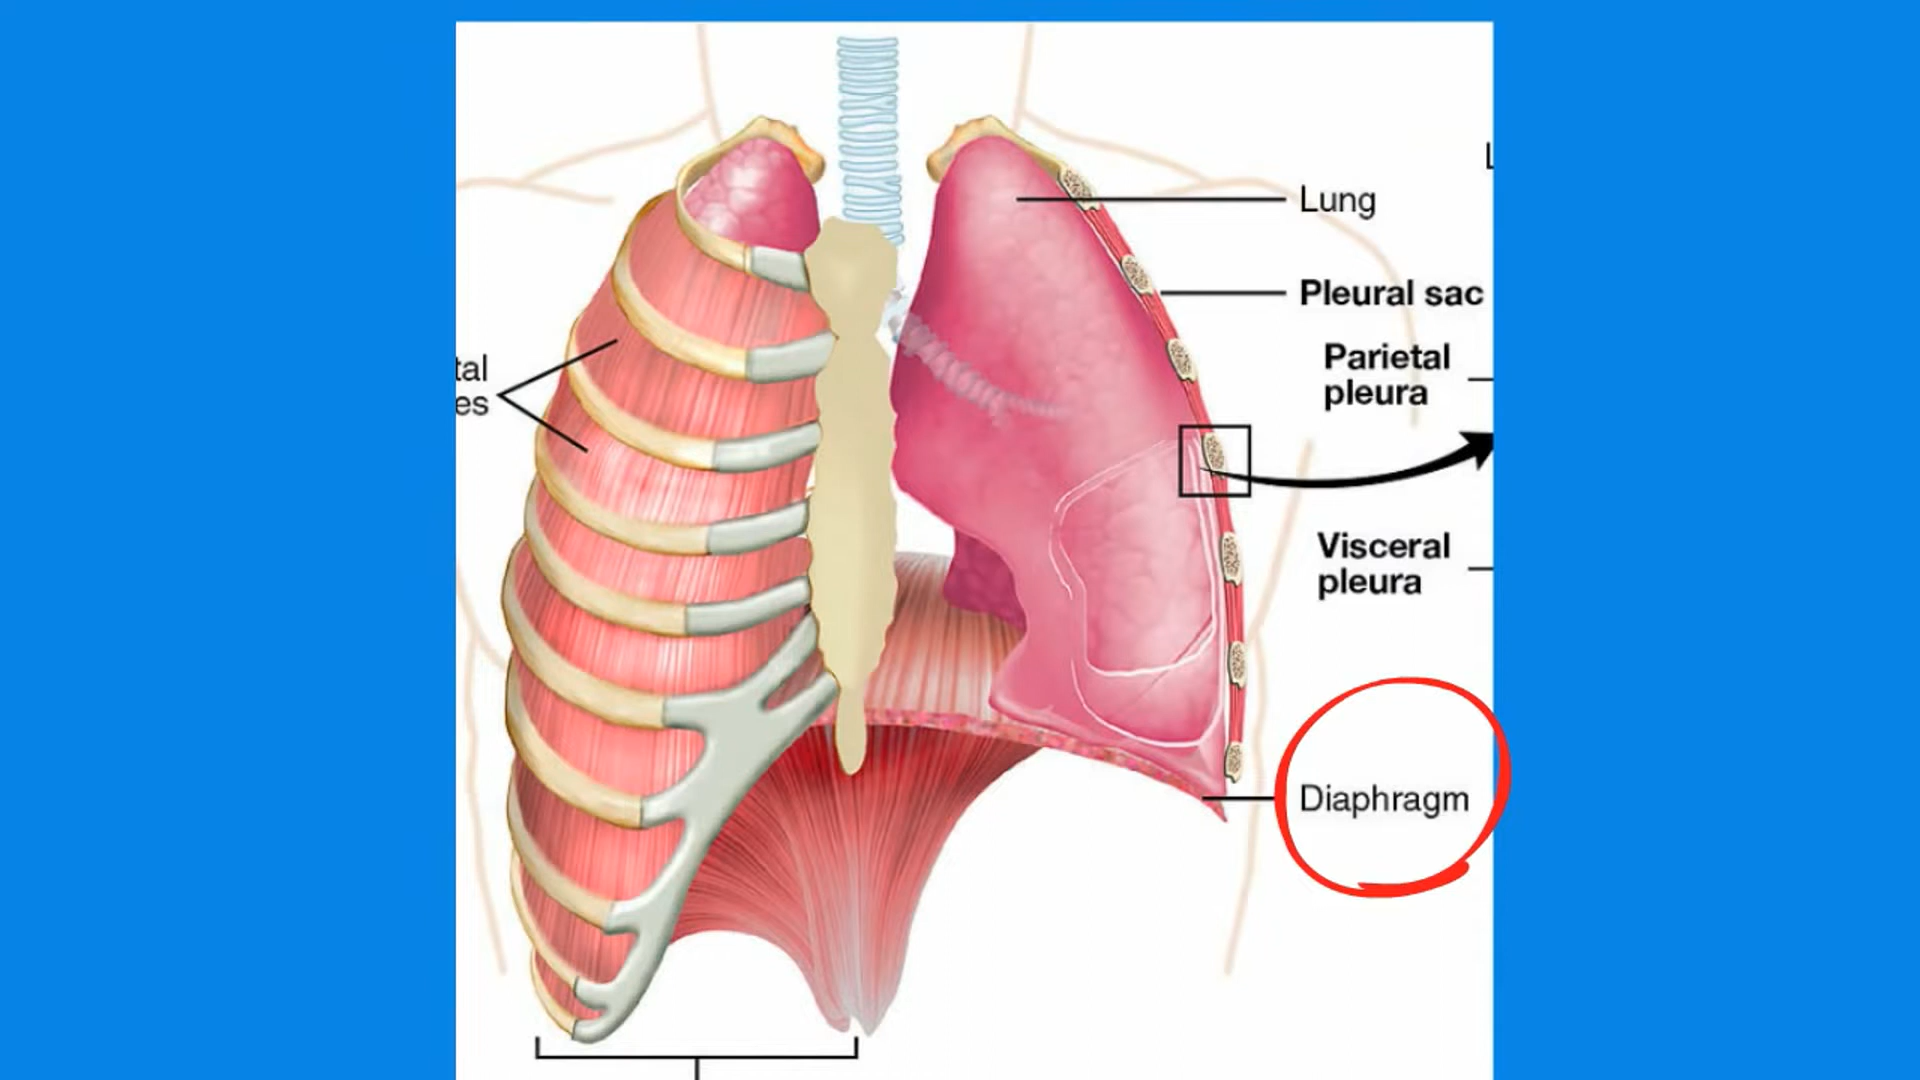 Lung
Pleural sac
Parietal
pleura
tal
es
Visceral
pleura
Diaphragm